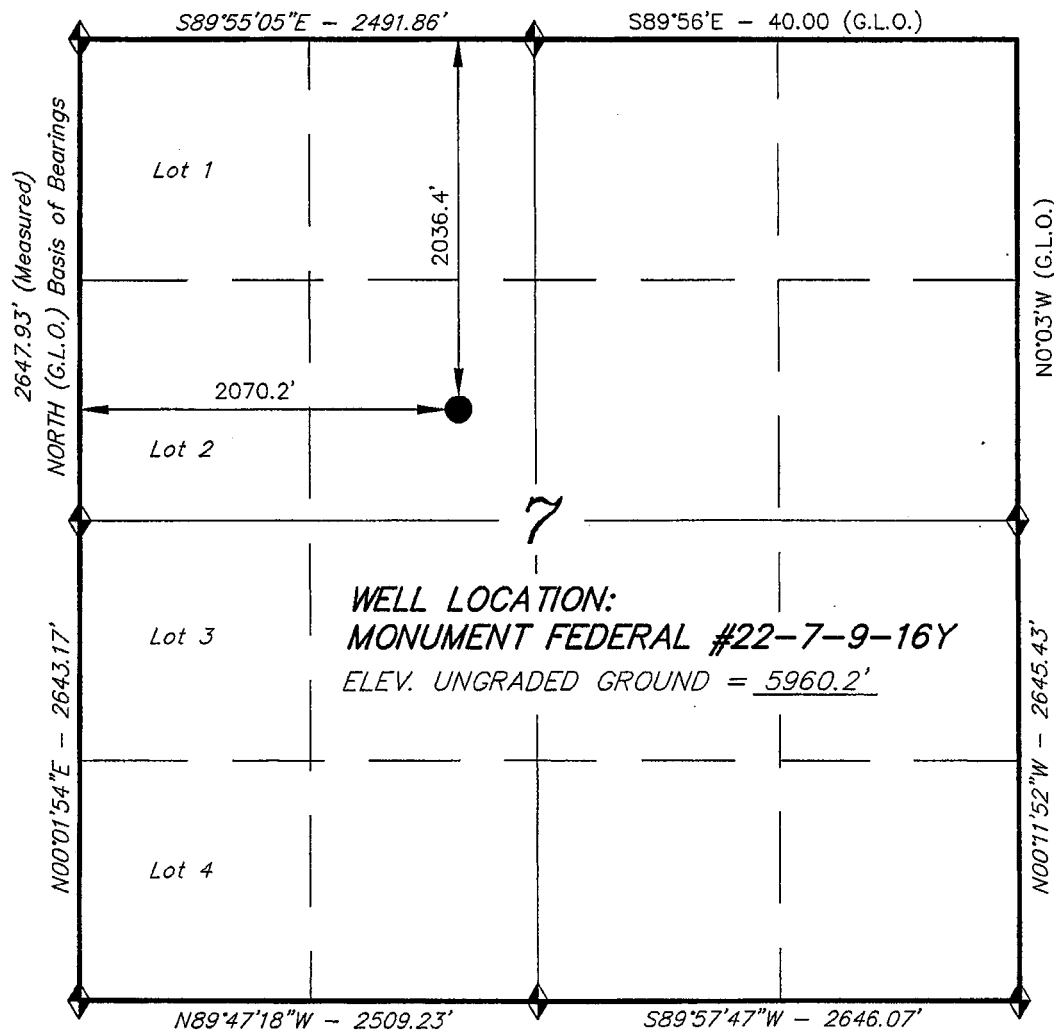 S89°55'05"E - 2491.86'
S89°56'E - 40.00 (G.L.O.)
2647.93' (Measured)
NORTH (G.L.O.) Basis of Bearings
Lot 1
2036.4'
N0°03'W (G.L.O.)
2070.2'
Lot 2
7
WELL LOCATION:
MONUMENT FEDERAL #22-7-9-16Y
ELEV. UNGRADED GROUND = 5960.2'
Lot 3
N00°01'54"E - 2643.17'
N00°11'52"W - 2645.43'
Lot 4
N89°47'18"W - 2509.23'
S89°57'47"W - 2646.07'